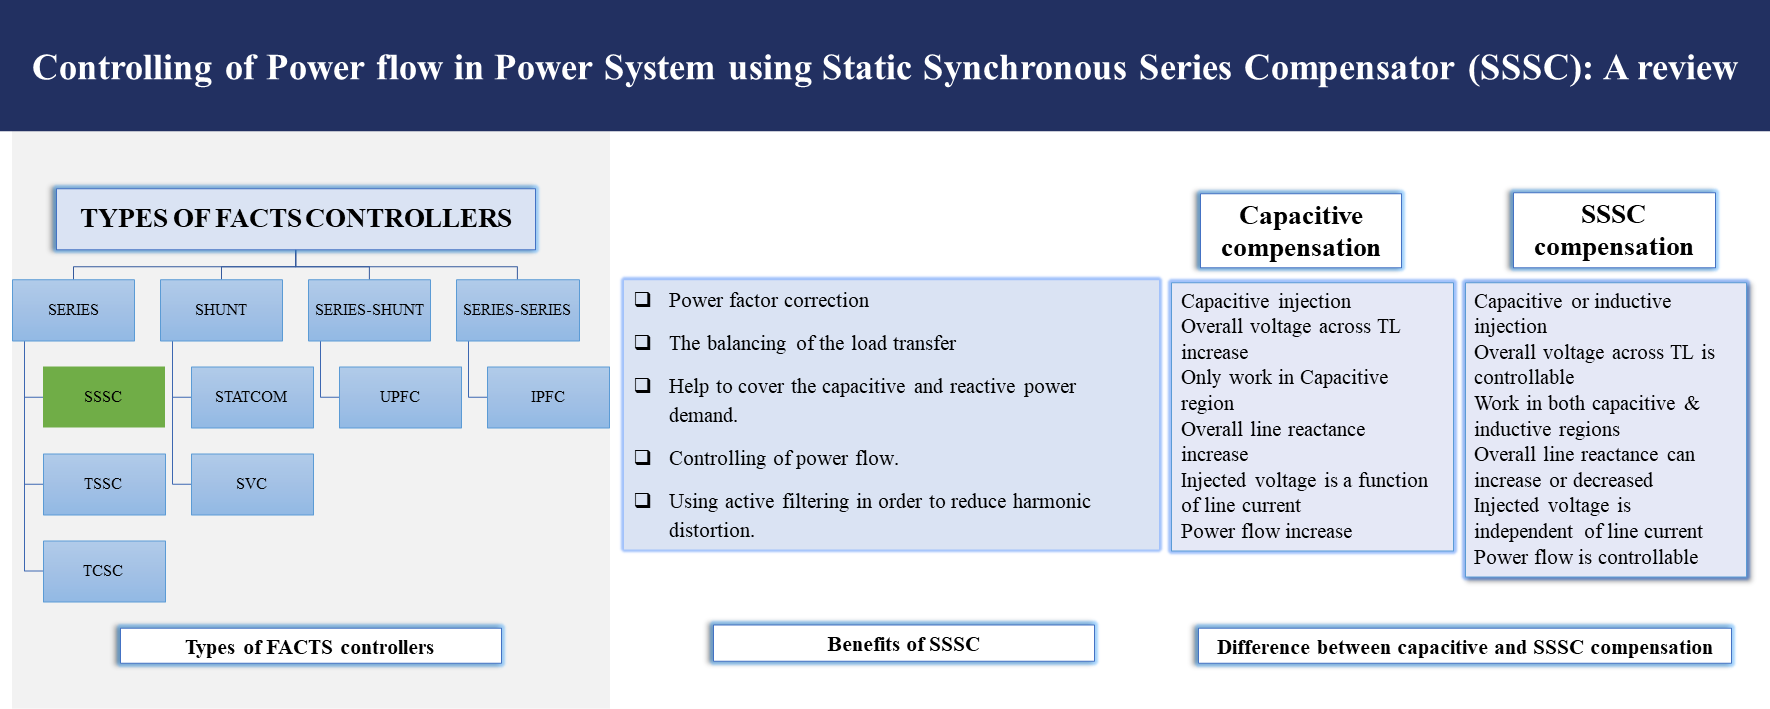 Controlling of Power flow in Power System using Static Synchronous Series Compensator (SSSC): A review
TYPES OF FACTS CONTROLLERS
SERIES
SHUNT
SERIES-SHUNT
SERIES-SERIES
SSSC
STATCOM
UPFC
IPFC
TSSC
SVC
TCSC
Types of FACTS controllers
Power factor correction
The balancing of the load transfer
Help to cover the capacitive and reactive power
demand.
Controlling of power flow.
Using active filtering in order to reduce harmonic
distortion.
Benefits of SSSC
Capacitive
compensation
Capacitive injection
Overall voltage across TL
increase
Only work in Capacitive
region
Overall line reactance
increase
Injected voltage is a function
of line current
Power flow increase
SSSC
compensation
Capacitive or inductive
injection
Overall voltage across TL is
controllable
Work in both capacitive &
inductive regions
Overall line reactance can
increase or decreased
Injected voltage is
independent of line current
Power flow is controllable
Difference between capacitive and SSSC compensation